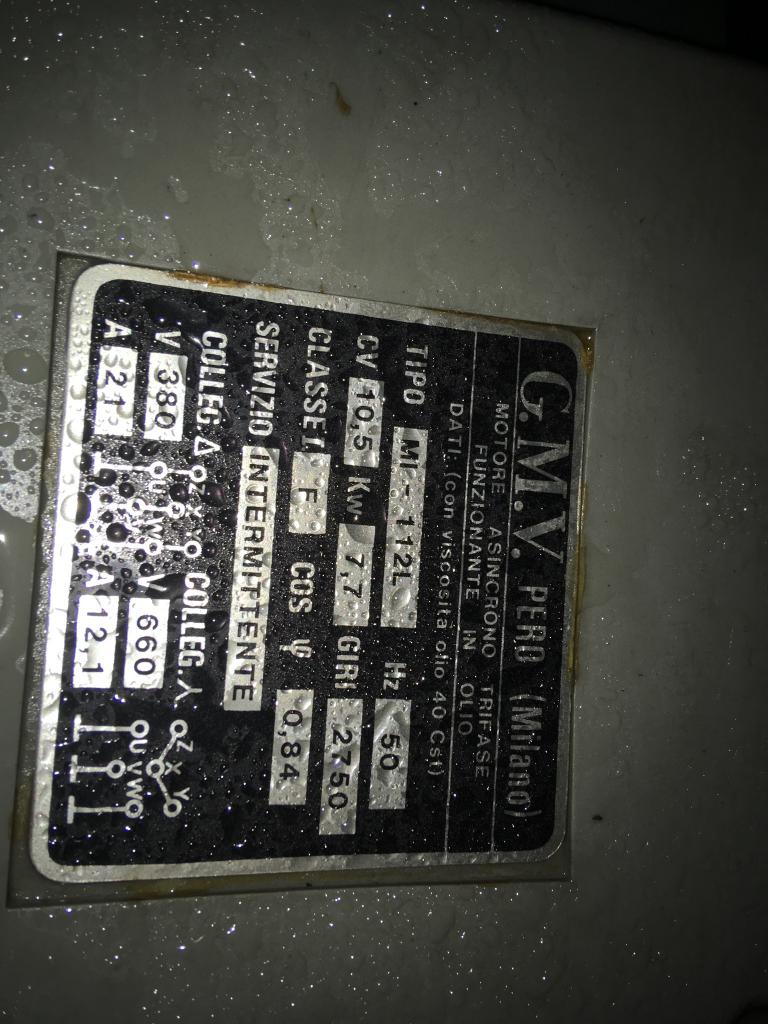 G.M.V. PERO (Milano)
MOTORE ASINCRONO TRIFASE
FUNZIONANTE IN OLIO
DATI: (con viscosità olio 40 Cst)
TIPO MI - 112L Hz 50
CV 10,5 Kw 7,7 GIRI 2750
CLASSE I. F COS φ 0,84
SERVIZIO INTERMITTENTE
COLLEG. Δ Z X Y COLLEG. Y Z X Y
V 380 U V W V 660 U V W
A 21 A 12,1